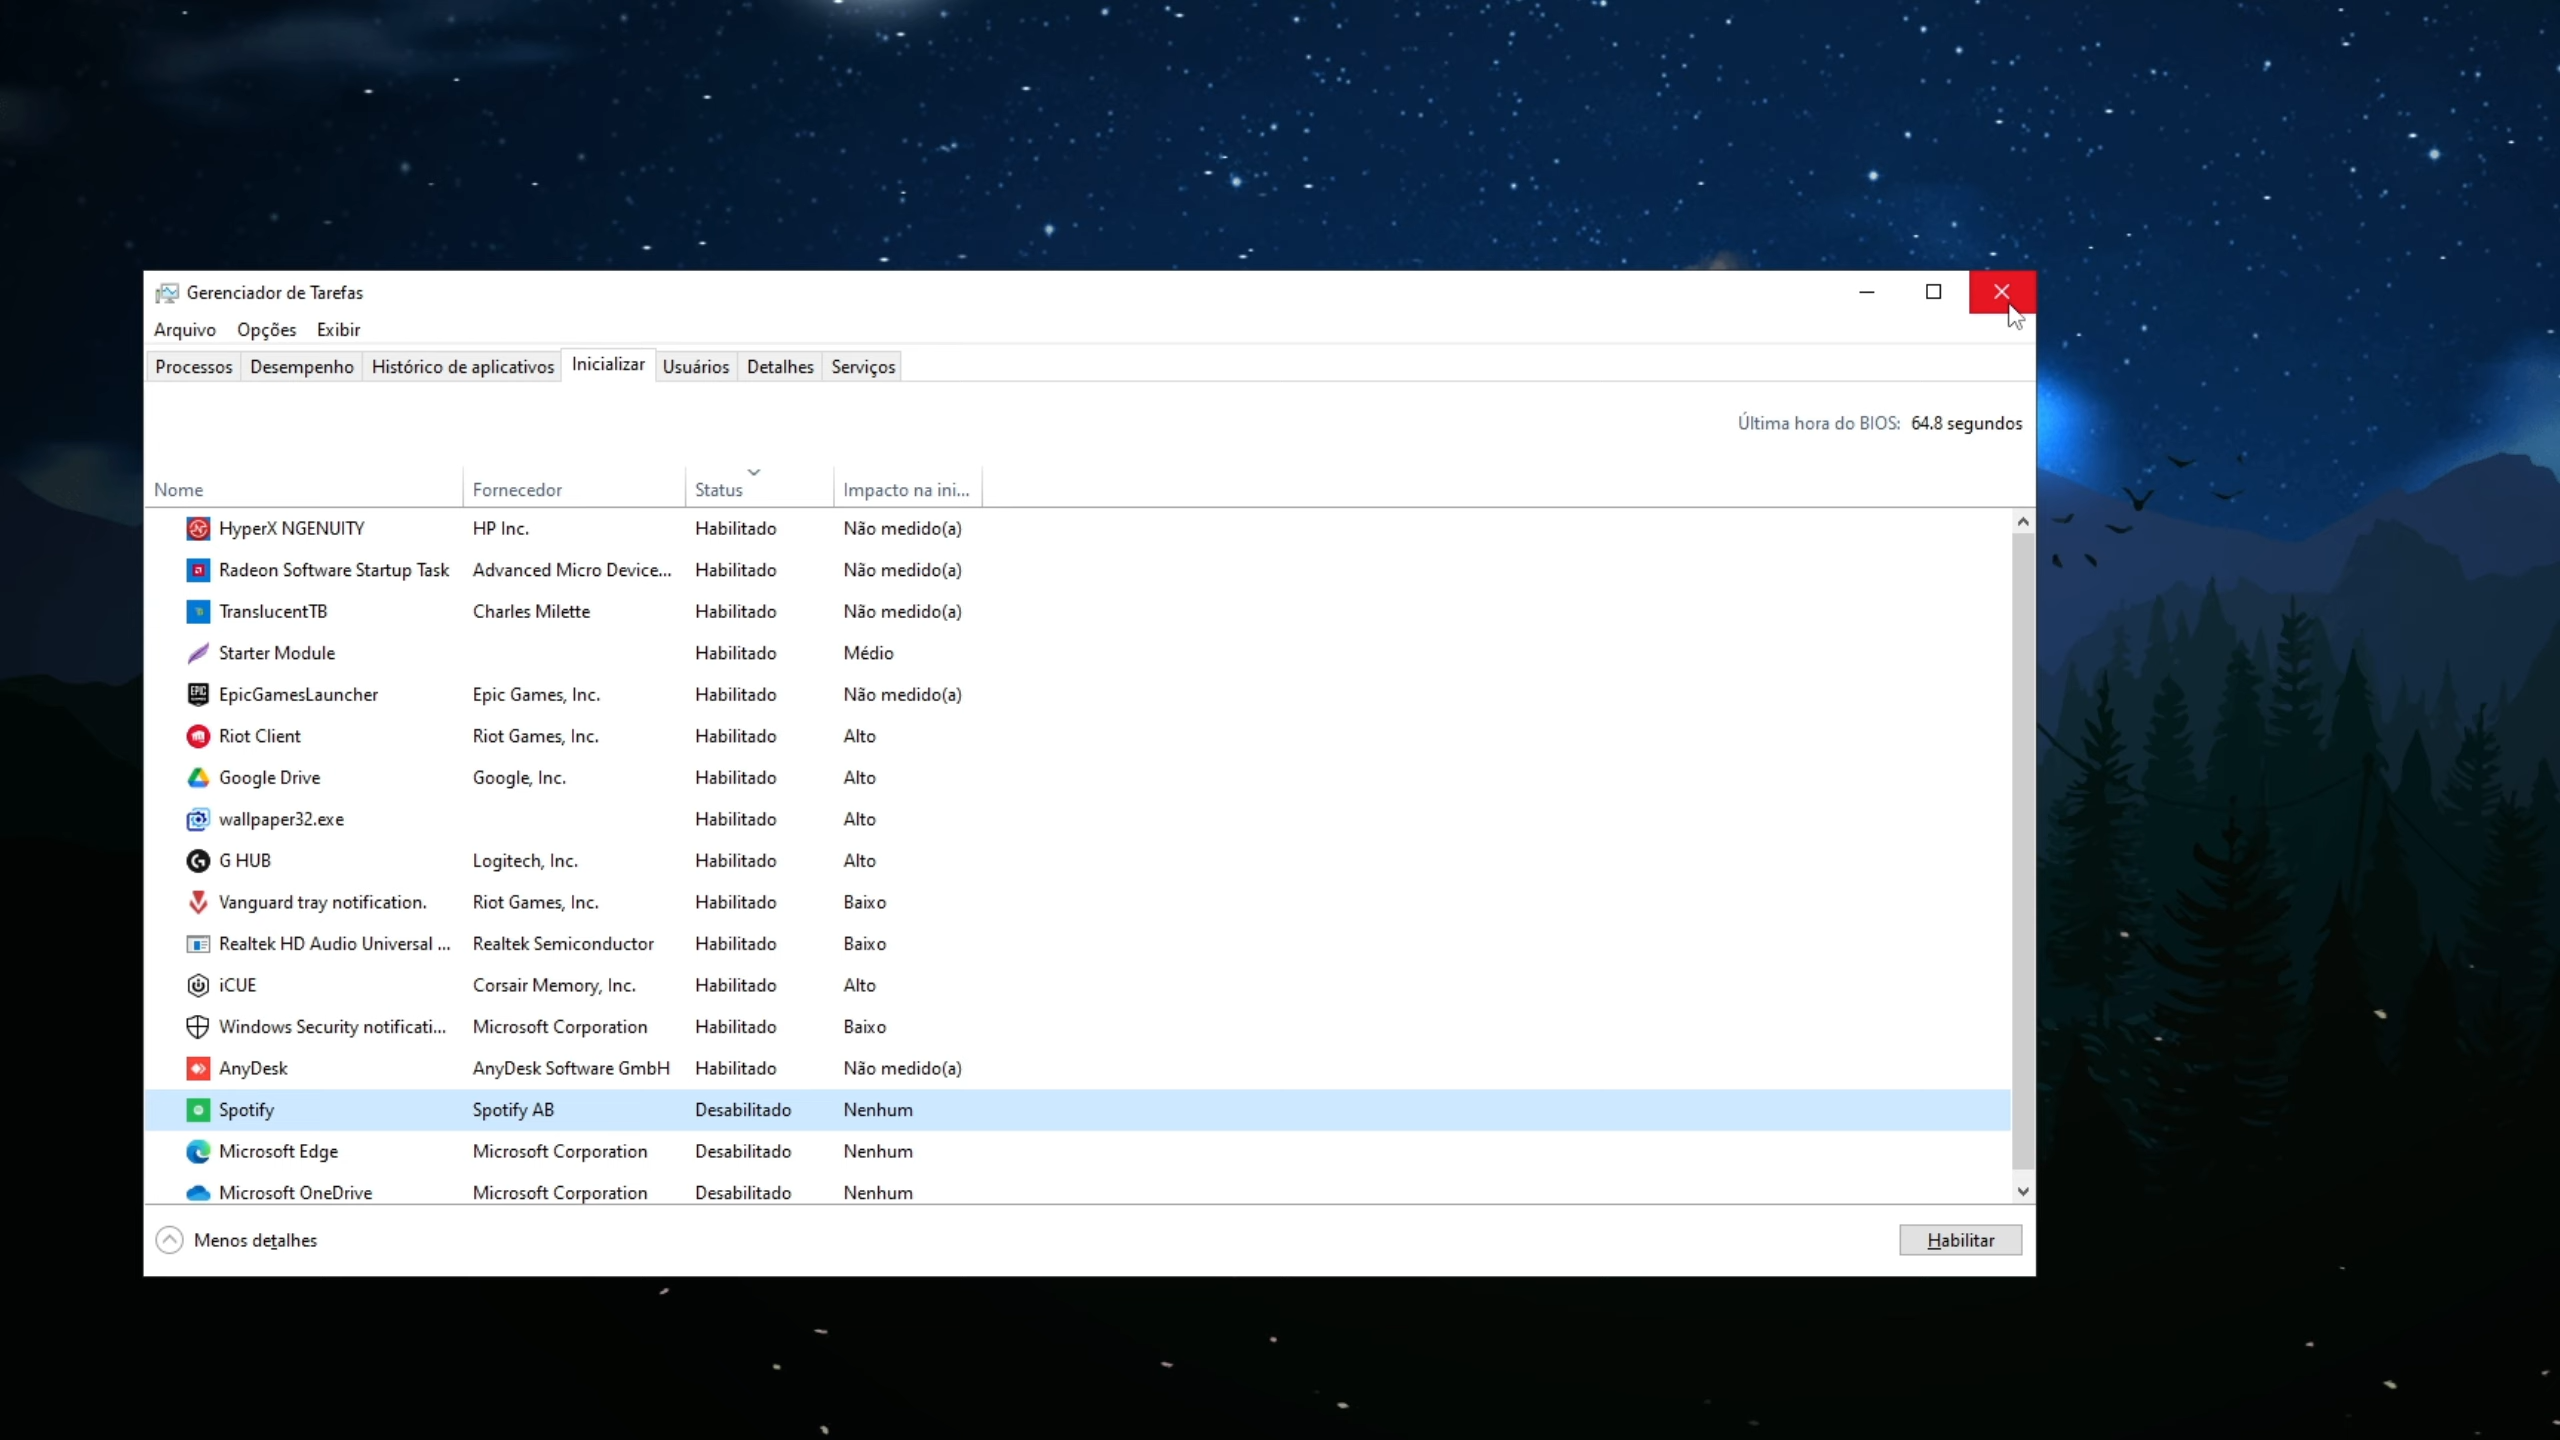 Gerenciador de Tarefas
Arquivo Opções Exibir
Processos Desempenho Histórico de aplicativos Inicializar Usuários Detalhes Serviços
Última hora do BIOS: 64.8 segundos
Nome Fornecedor Status Impacto na ini...
HyperX NGENUITY HP Inc. Habilitado Não medido(a)
Radeon Software Startup Task Advanced Micro Device... Habilitado Não medido(a)
TranslucentTB Charles Milette Habilitado Não medido(a)
Starter Module Habilitado Médio
EpicGamesLauncher Epic Games, Inc. Habilitado Não medido(a)
Riot Client Riot Games, Inc. Habilitado Alto
Google Drive Google, Inc. Habilitado Alto
wallpaper32.exe Habilitado Alto
G HUB Logitech, Inc. Habilitado Alto
Vanguard tray notification. Riot Games, Inc. Habilitado Baixo
Realtek HD Audio Universal ... Realtek Semiconductor Habilitado Baixo
iCUE Corsair Memory, Inc. Habilitado Alto
Windows Security notificati... Microsoft Corporation Habilitado Baixo
AnyDesk AnyDesk Software GmbH Habilitado Não medido(a)
Spotify Spotify AB Desabilitado Nenhum
Microsoft Edge Microsoft Corporation Desabilitado Nenhum
Microsoft OneDrive Microsoft Corporation Desabilitado Nenhum
Menos detalhes Habilitar